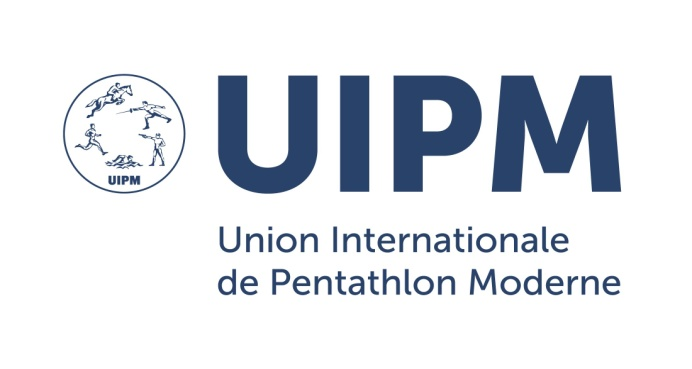 UIPM
UIPM
Union Internationale
de Pentathlon Moderne